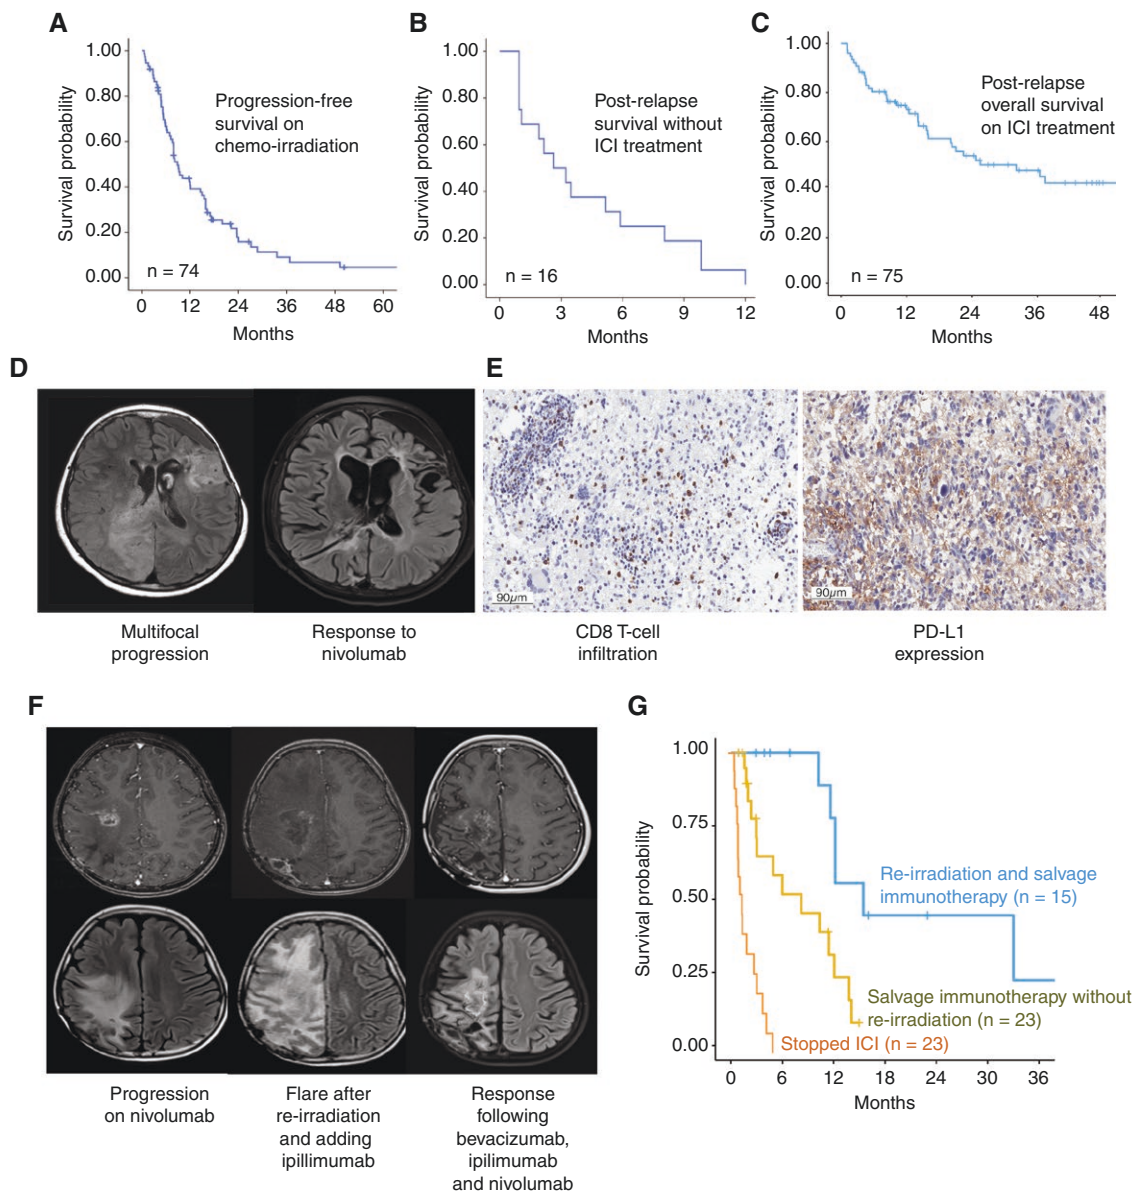 A
1.00
0.80
0.60
0.40
0.20
0.00
Survival probability
Progression-free
survival on
chemo-irradiation
n = 74
0 12 24 36 48 60
Months
B
1.00
0.80
0.60
0.40
0.20
0.00
Survival probability
Post-relapse
survival without
ICI treatment
n = 16
0 3 6 9 12
Months
C
1.00
0.80
0.60
0.40
0.20
0.00
Survival probability
Post-relapse
overall survival
on ICI treatment
n = 75
0 12 24 36 48
Months
D
Multifocal
progression
Response to
nivolumab
E
90µm
CD8 T-cell
infiltration
90µm
PD-L1
expression
F
Progression
on nivolumab
Flare after
re-irradiation
and adding
ipillimumab
Response
following
bevacizumab,
ipilimumab
and nivolumab
G
1.00
0.75
0.50
0.25
0.00
Survival probability
Re-irradiation and salvage
immunotherapy (n = 15)
Salvage immunotherapy without
re-irradiation (n = 23)
Stopped ICI (n = 23)
0 6 12 18 24 30 36
Months